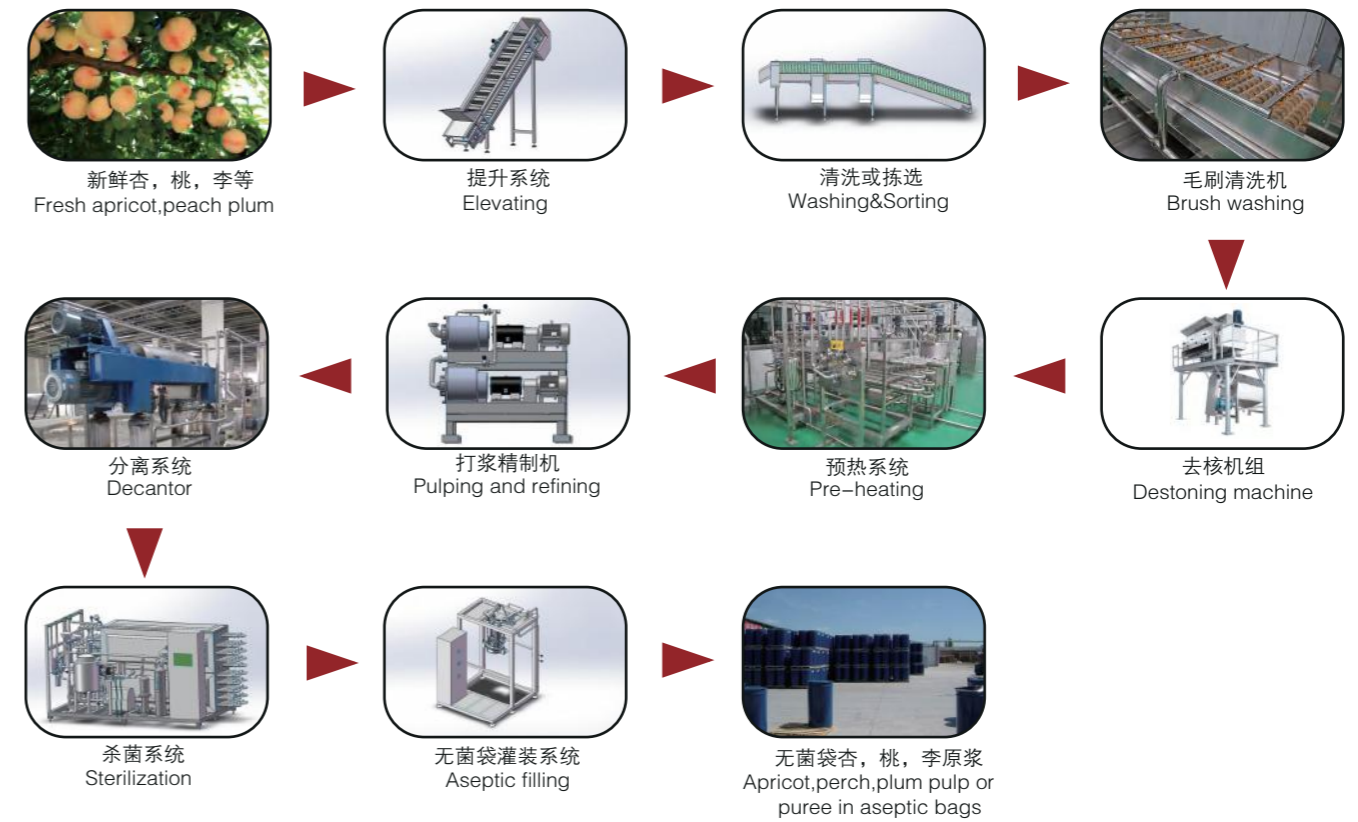 新鲜杏，桃，李等
Fresh apricot,peach plum
提升系统
Elevating
清洗或拣选
Washing&Sorting
毛刷清洗机
Brush washing
去核机组
Destoning machine
预热系统
Pre-heating
打浆精制机
Pulping and refining
分离系统
Decantor
杀菌系统
Sterilization
无菌袋灌装系统
Aseptic filling
无菌袋杏，桃，李原浆
Apricot,perch,plum pulp or
puree in aseptic bags